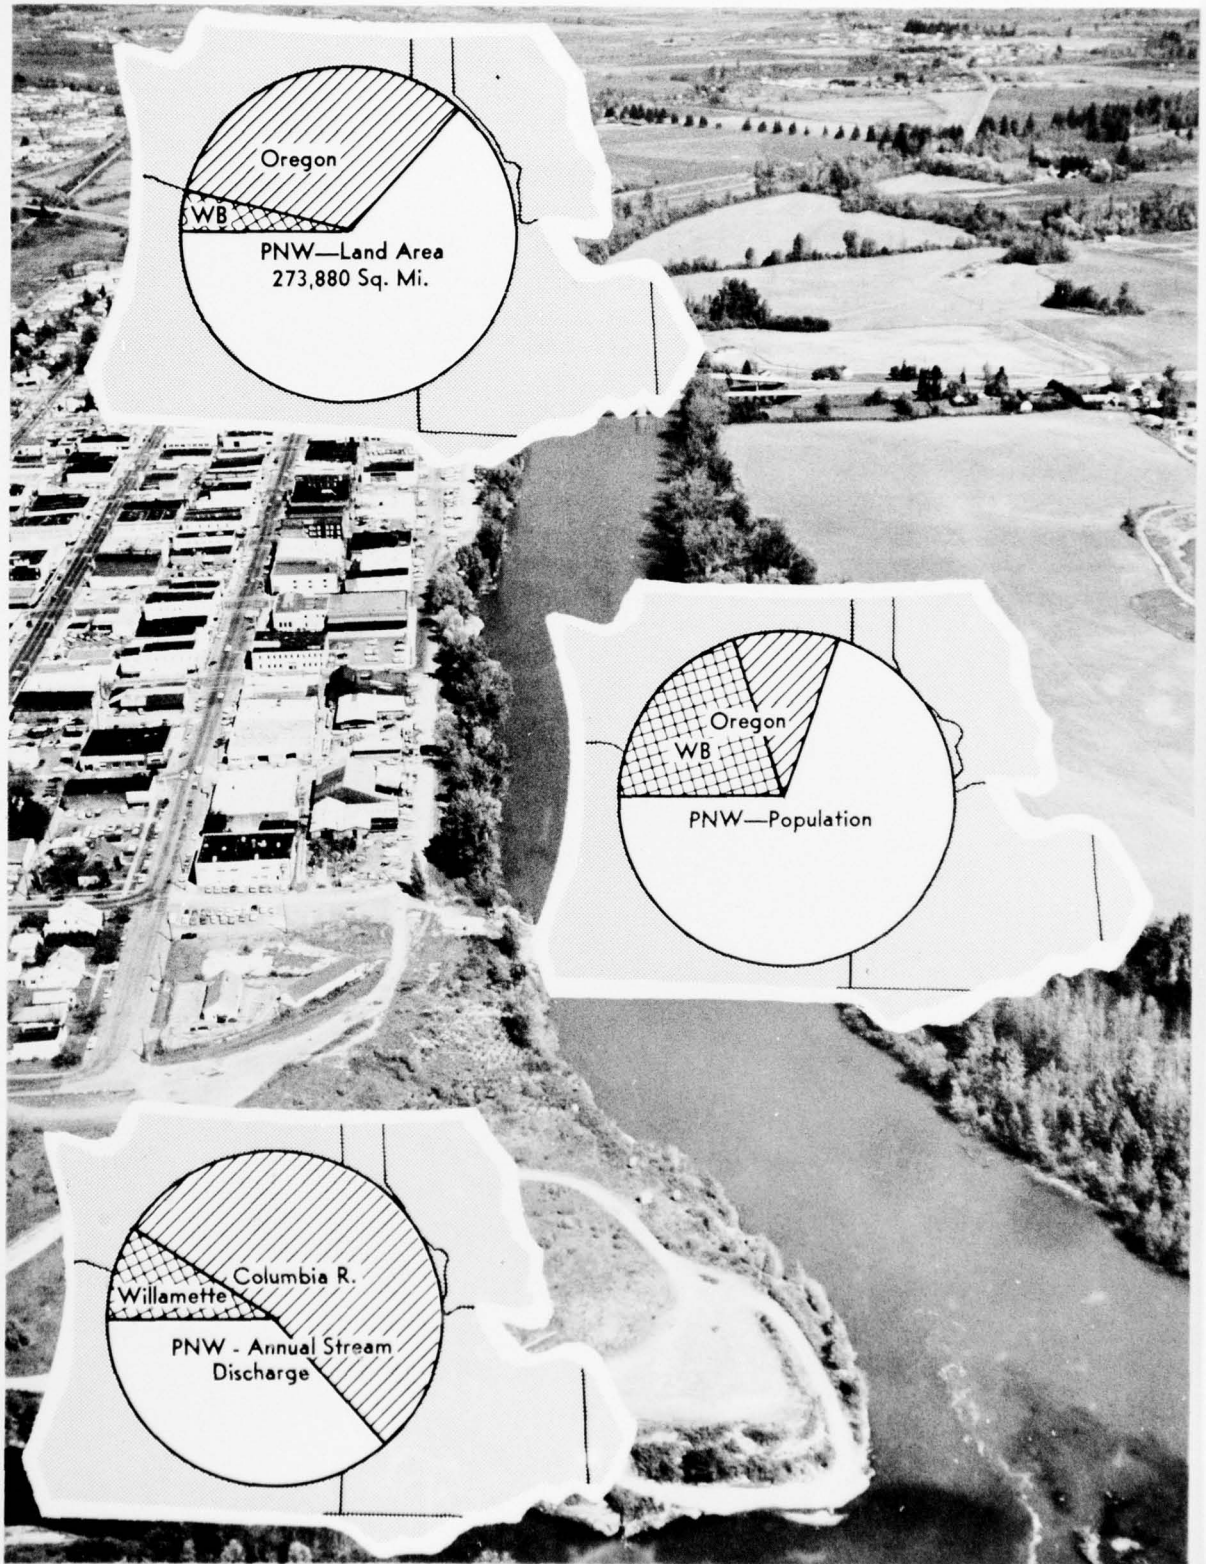 Oregon
WB
PNW—Land Area
273,880 Sq. Mi.
Oregon
WB
PNW—Population
Columbia R.
Willamette
PNW - Annual Stream
Discharge